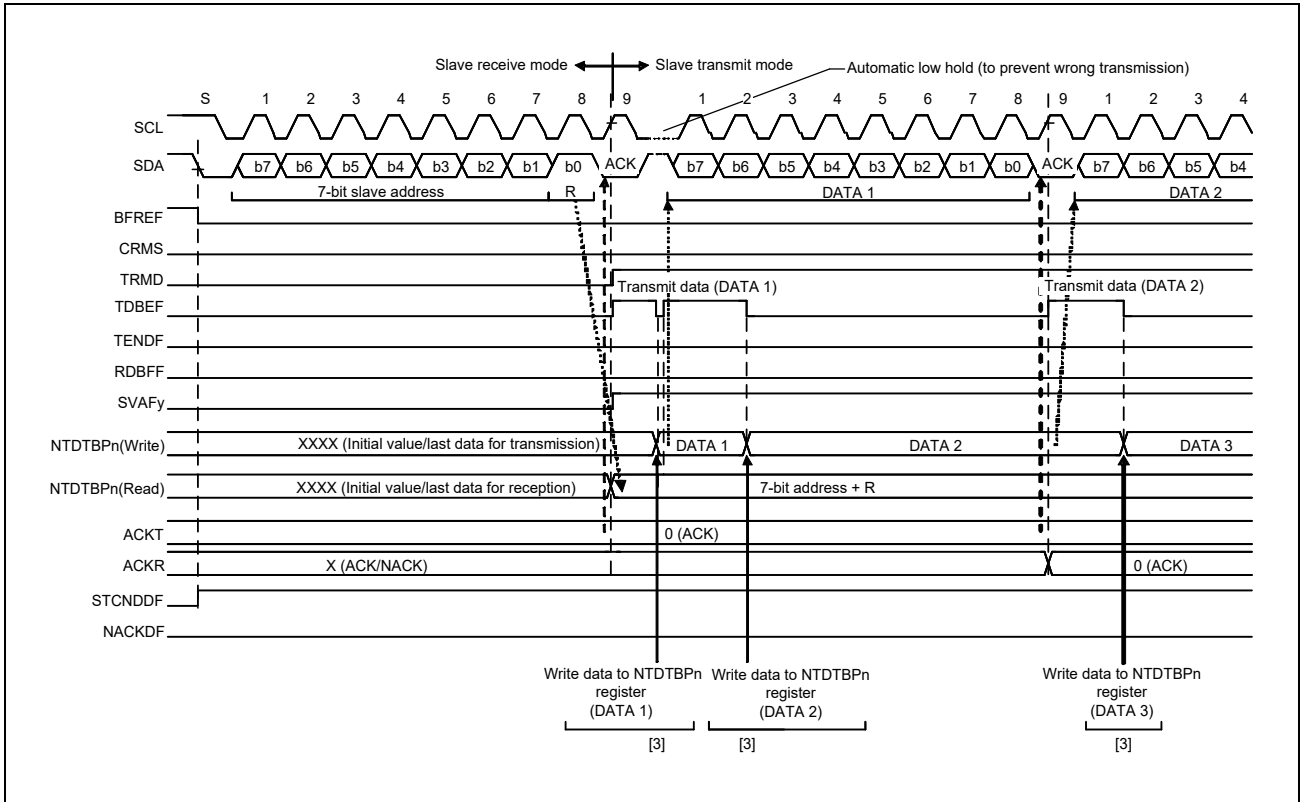 Slave receive mode Slave transmit mode Automatic low hold (to prevent wrong transmission)
S 1 2 3 4 5 6 7 8 9 1 2 3 4 5 6 7 8 9 1 2 3 4
SCL
SDA b7 b6 b5 b4 b3 b2 b1 b0 ACK b7 b6 b5 b4 b3 b2 b1 b0 ACK b7 b6 b5 b4
7-bit slave address R DATA 1 DATA 2
BFREF
CRMS
TRMD
Transmit data (DATA 1) Transmit data (DATA 2)
TDBEF
TENDF
RDBFF
SVAFy
NTDTBPn(Write) XXXX (Initial value/last data for transmission) DATA 1 DATA 2 DATA 3
NTDTBPn(Read) XXXX (Initial value/last data for reception) 7-bit address + R
ACKT 0 (ACK)
ACKR X (ACK/NACK) 0 (ACK)
STCNDDF
NACKDF
Write data to NTDTBPn Write data to NTDTBPn Write data to NTDTBPn
register register register
(DATA 1) (DATA 2) (DATA 3)
[3] [3] [3]